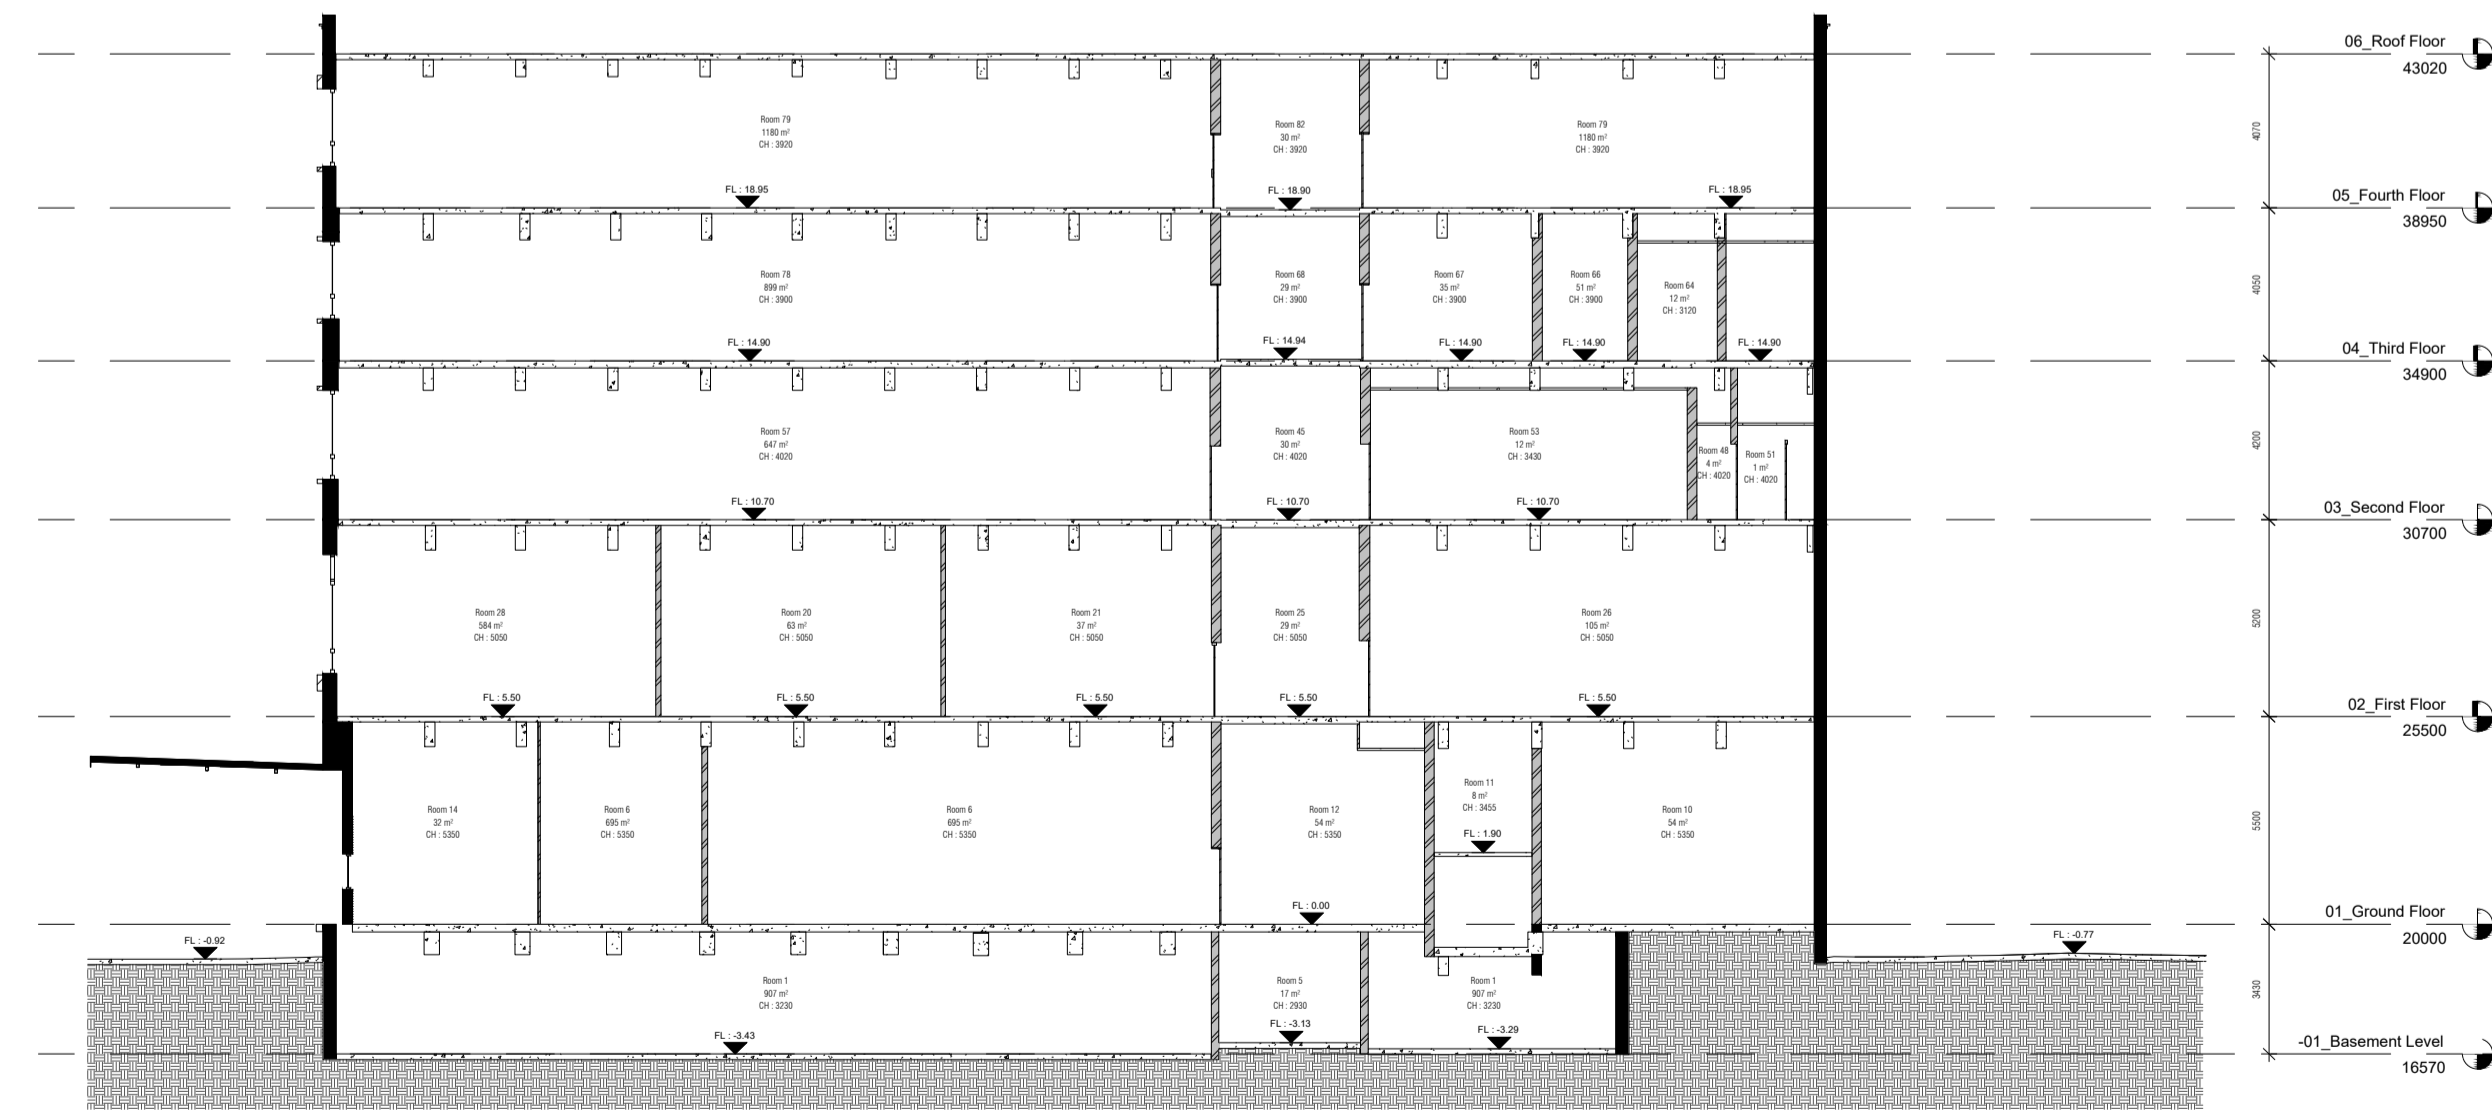 06_Roof Floor
43020
Room 79
1180 m²
CH : 3920
Room 82
30 m²
CH : 3920
Room 79
1180 m²
CH : 3920
4070
FL : 18.95
FL : 18.90
FL : 18.95
05_Fourth Floor
38950
Room 78
899 m²
CH : 3900
Room 68
29 m²
CH : 3900
Room 67
35 m²
CH : 3900
Room 66
51 m²
CH : 3900
Room 64
12 m²
CH : 3120
4050
FL : 14.90
FL : 14.94
FL : 14.90
FL : 14.90
FL : 14.90
04_Third Floor
34900
Room 57
647 m²
CH : 4020
Room 45
30 m²
CH : 4020
Room 53
12 m²
CH : 3430
Room 48
4 m²
CH : 4020
Room 51
1 m²
CH : 4020
4200
FL : 10.70
FL : 10.70
FL : 10.70
03_Second Floor
30700
Room 28
584 m²
CH : 5050
Room 20
63 m²
CH : 5050
Room 21
37 m²
CH : 5050
Room 25
29 m²
CH : 5050
Room 26
105 m²
CH : 5050
5200
FL : 5.50
FL : 5.50
FL : 5.50
FL : 5.50
FL : 5.50
02_First Floor
25500
Room 14
32 m²
CH : 5350
Room 6
695 m²
CH : 5350
Room 6
695 m²
CH : 5350
Room 12
54 m²
CH : 5350
Room 11
8 m²
CH : 3455
FL : 1.90
Room 10
54 m²
CH : 5350
5500
FL : 0.00
01_Ground Floor
20000
FL : -0.92
FL : -0.77
Room 1
907 m²
CH : 3230
Room 5
17 m²
CH : 2930
Room 1
907 m²
CH : 3230
3430
FL : -3.43
FL : -3.13
FL : -3.29
-01_Basement Level
16570